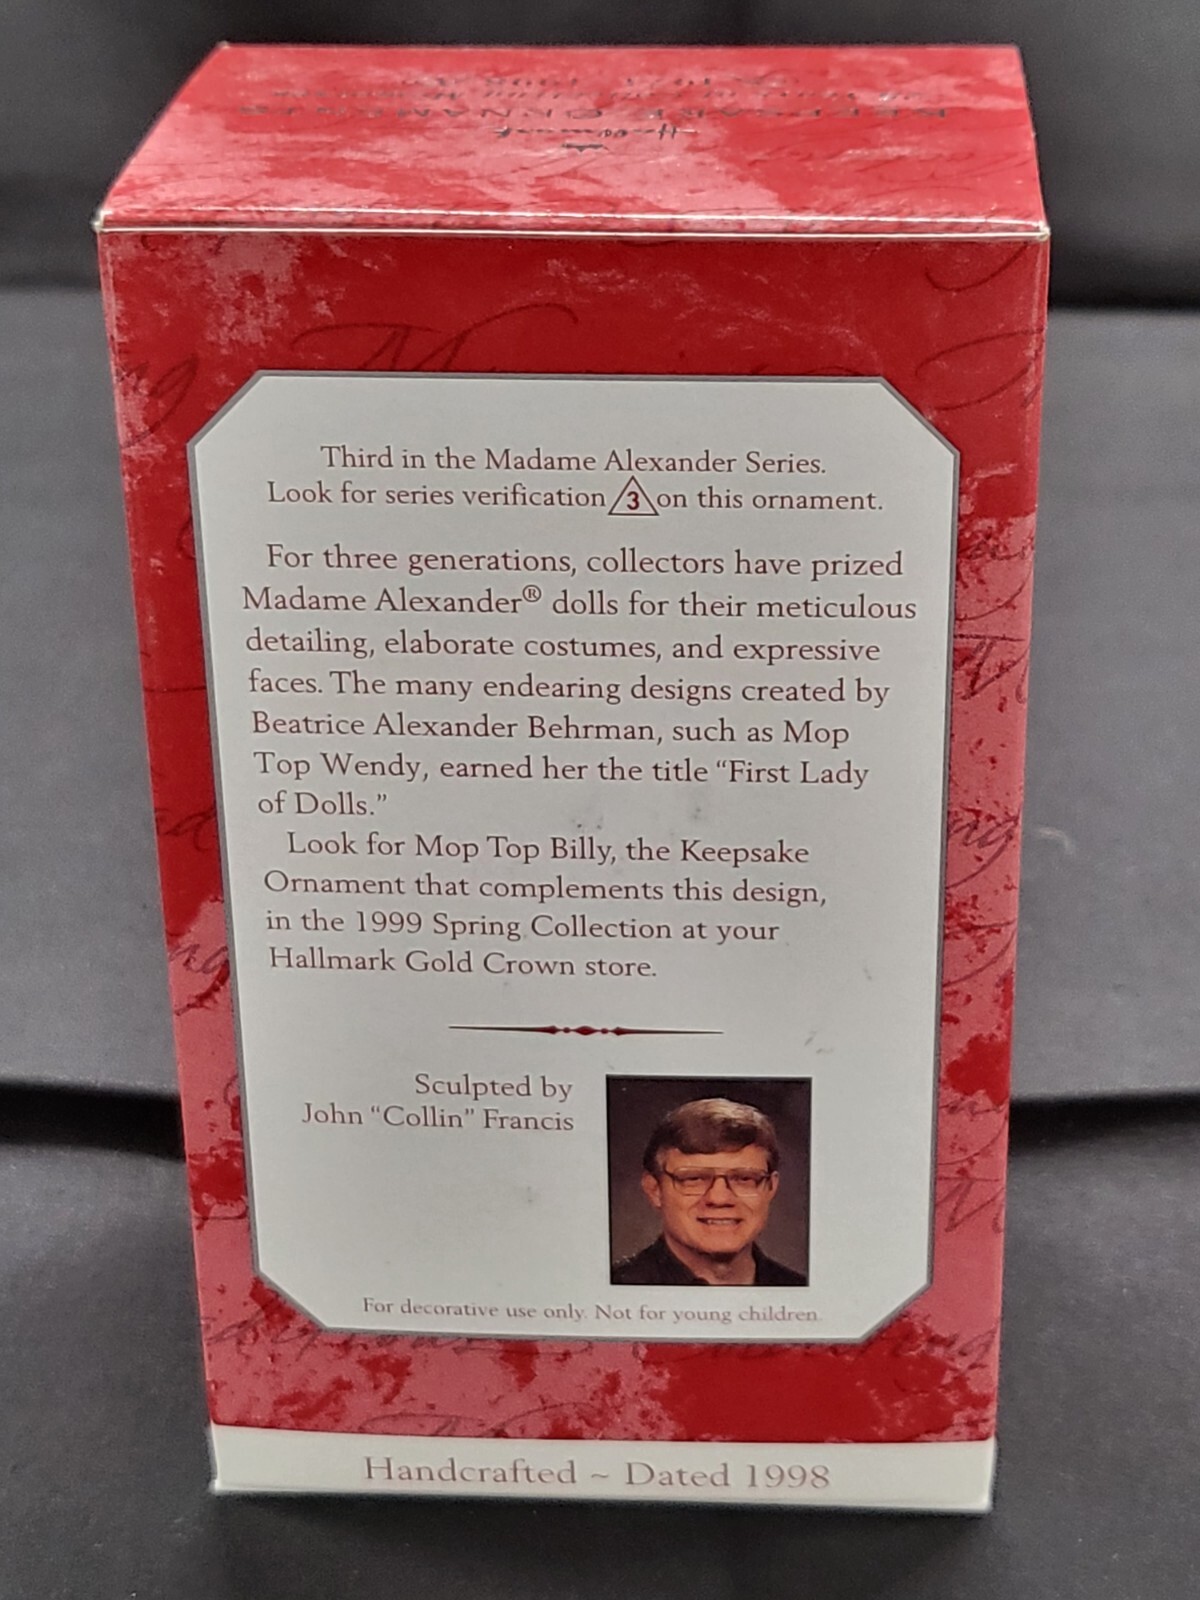 Hallmark
KEEPSAKE ORNAMENTS
Third in the Madame Alexander Series.
Look for series verification 3 on this ornament.
For three generations, collectors have prized
Madame Alexander® dolls for their meticulous
detailing, elaborate costumes, and expressive
faces. The many endearing designs created by
Beatrice Alexander Behrman, such as Mop
Top Wendy, earned her the title “First Lady
of Dolls.”
Look for Mop Top Billy, the Keepsake
Ornament that complements this design,
in the 1999 Spring Collection at your
Hallmark Gold Crown store.
Sculpted by
John “Collin” Francis
For decorative use only. Not for young children.
Handcrafted ~ Dated 1998